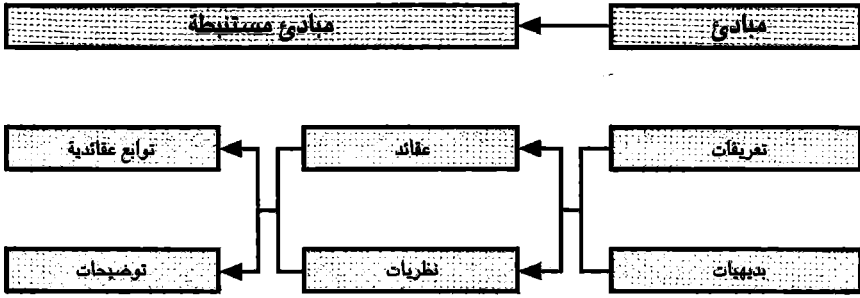 مبادئ
مبادئ مستنبطة
تعريفات
عقائد
توابع عقائدية
بديهيات
نظريات
توضيحات